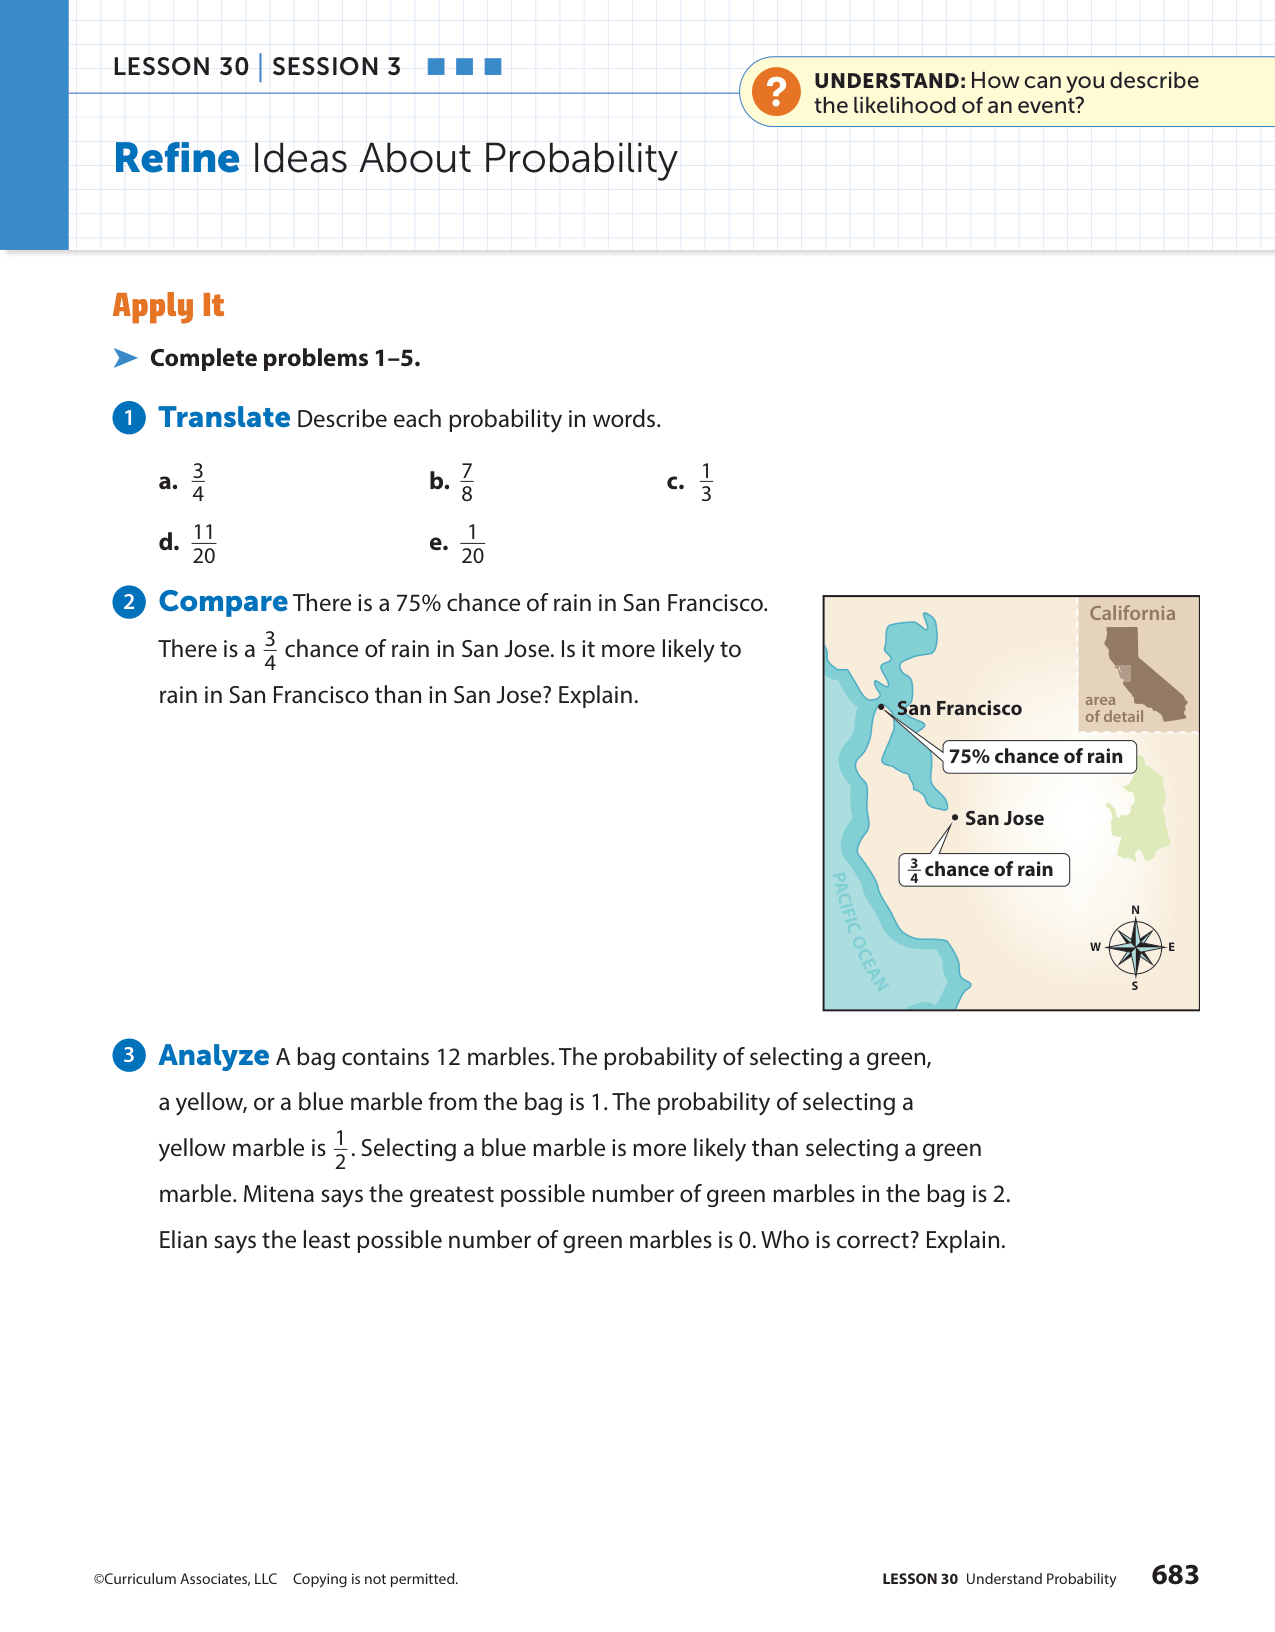 LESSON 30 | SESSION 3
? UNDERSTAND: How can you describe
the likelihood of an event?
Refine Ideas About Probability
Apply It
Complete problems 1–5.
1 Translate Describe each probability in words.
a. 3/4 b. 7/8 c. 1/3
d. 11/20 e. 1/20
2 Compare There is a 75% chance of rain in San Francisco.
There is a 3/4 chance of rain in San Jose. Is it more likely to
rain in San Francisco than in San Jose? Explain.
California
area
of detail
San Francisco
75% chance of rain
San Jose
3/4 chance of rain
PACIFIC OCEAN
N
W E
S
3 Analyze A bag contains 12 marbles. The probability of selecting a green,
a yellow, or a blue marble from the bag is 1. The probability of selecting a
yellow marble is 1/2. Selecting a blue marble is more likely than selecting a green
marble. Mitena says the greatest possible number of green marbles in the bag is 2.
Elian says the least possible number of green marbles is 0. Who is correct? Explain.
©Curriculum Associates, LLC Copying is not permitted.
LESSON 30 Understand Probability 683